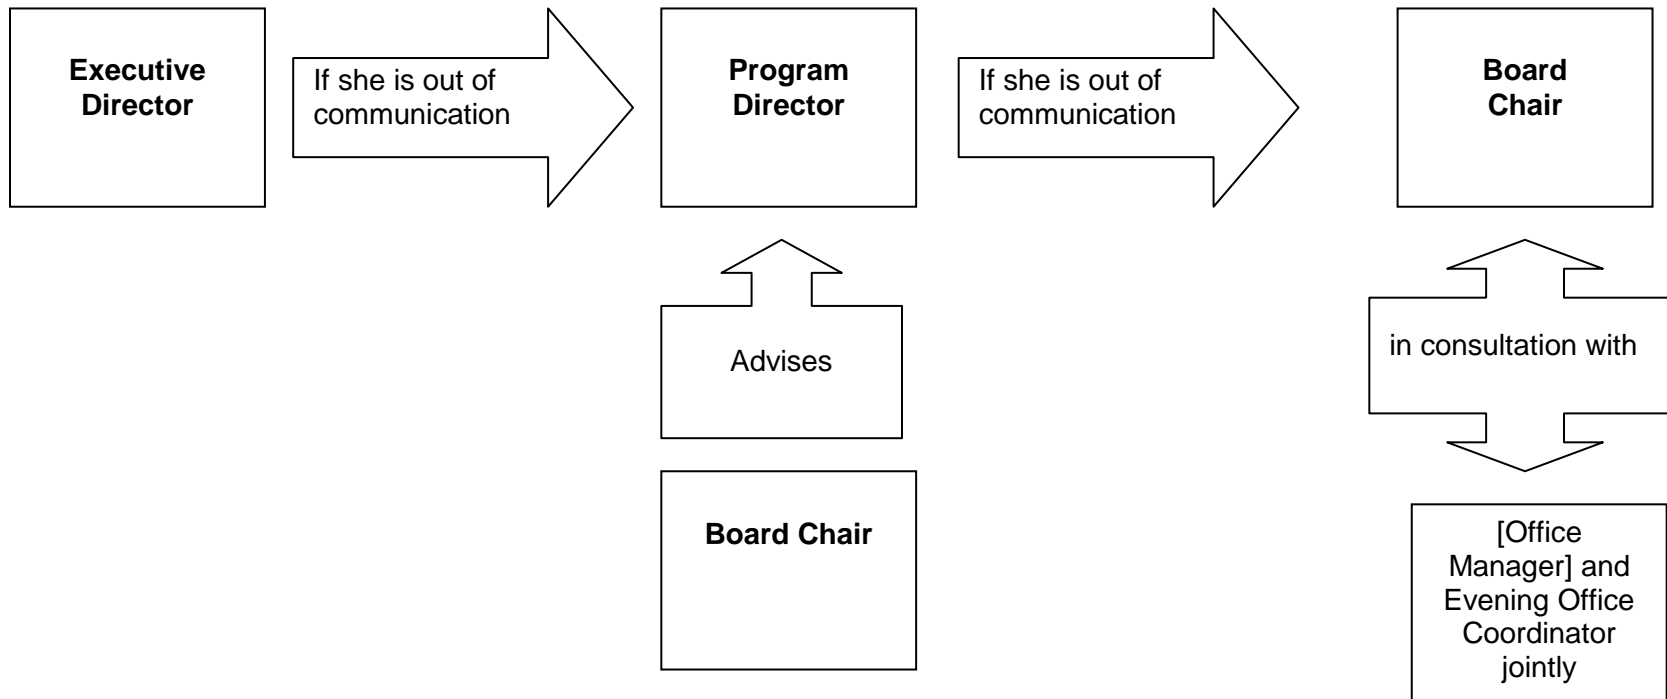 Executive
Director
If she is out of
communication
Program
Director
If she is out of
communication
Board
Chair
Advises
in consultation with
Board Chair
[Office
Manager] and
Evening Office
Coordinator
jointly